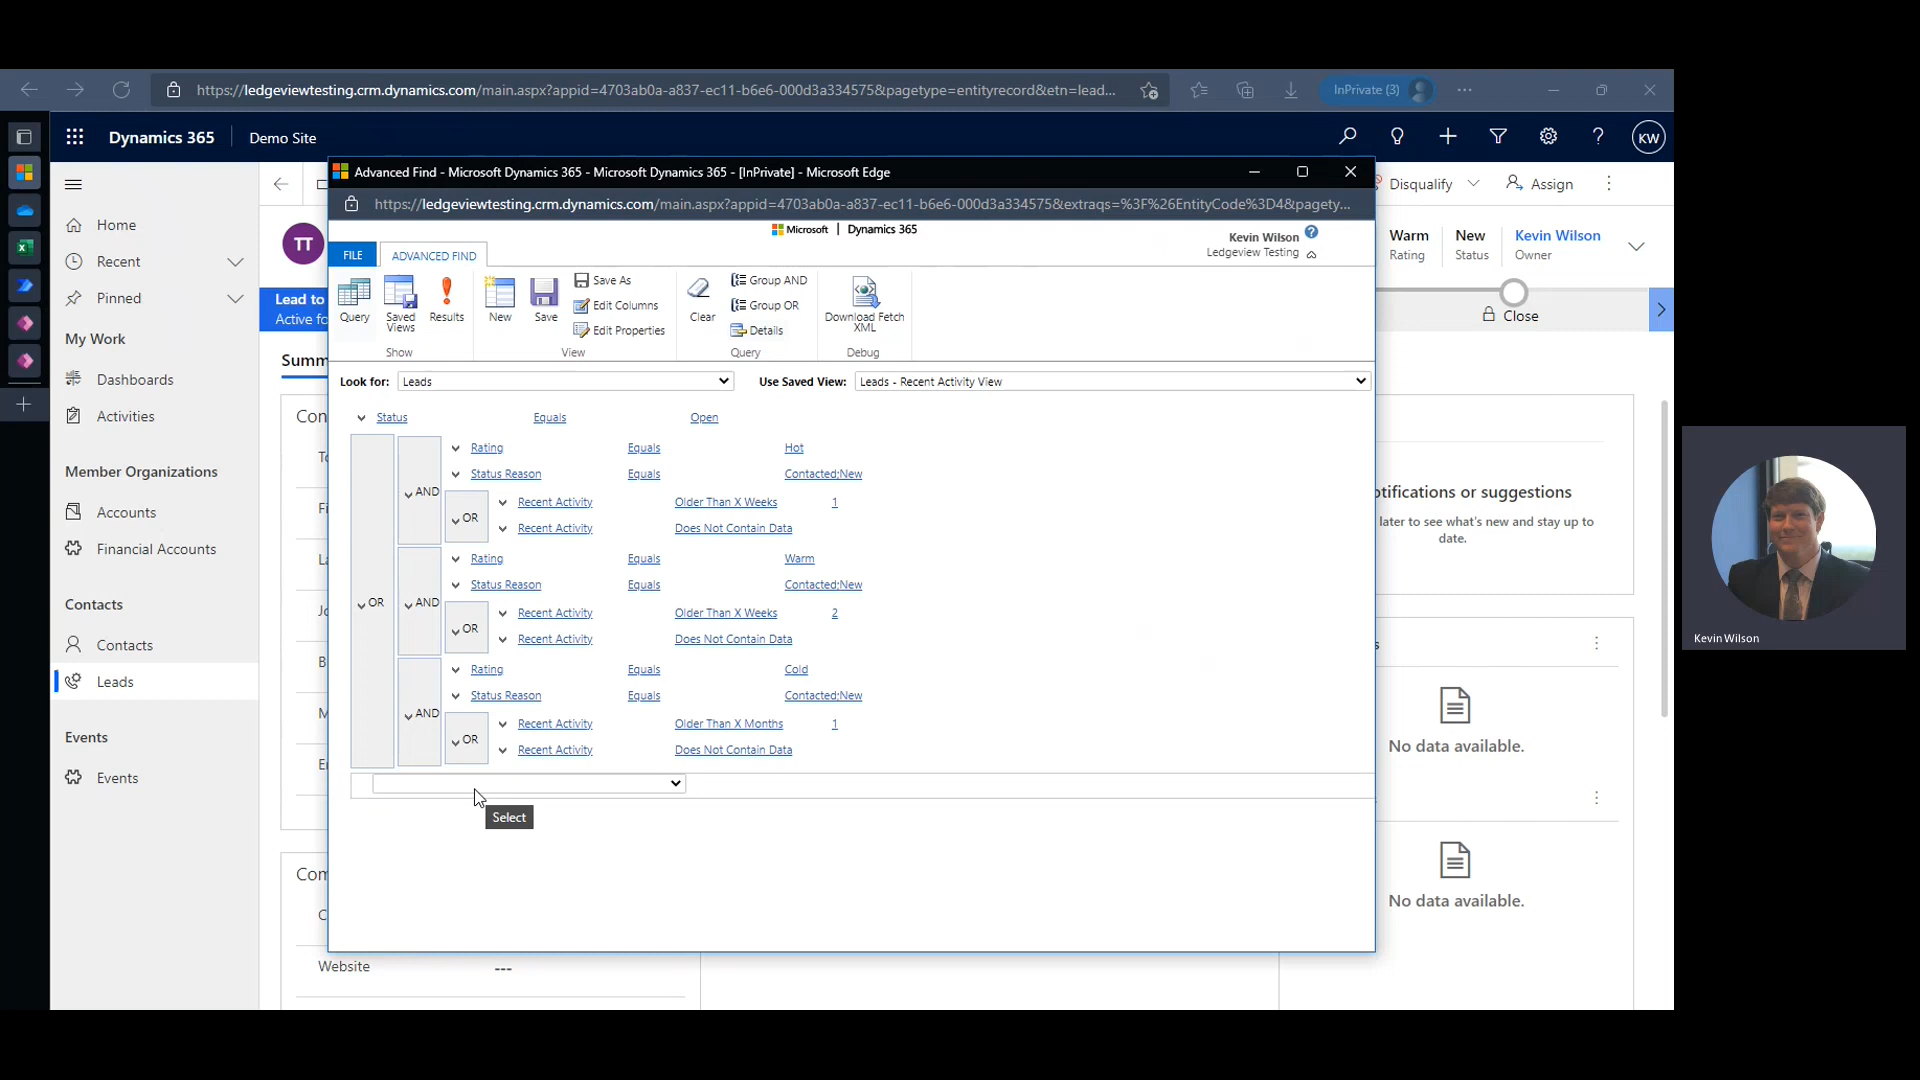 https://ledgeviewtesting.crm.dynamics.com/main.aspx?appid=4703ab0a-a837-ec11-b6e6-000d3a334575&pagetype=entityrecord&etn=lead...
InPrivate (3)
Dynamics 365
Demo Site
KW
Advanced Find - Microsoft Dynamics 365 - Microsoft Dynamics 365 - [InPrivate] - Microsoft Edge
https://ledgeviewtesting.crm.dynamics.com/main.aspx?appid=4703ab0a-a837-ec11-b6e6-000d3a334575&extraqs=%3F%26EntityCode%3D4&pagety...
Microsoft | Dynamics 365
Kevin Wilson
Ledgeview Testing
FILE
ADVANCED FIND
Query
Saved Views
Results
Show
New
Save
Save As
Edit Columns
Edit Properties
View
Clear
Group AND
Group OR
Details
Query
Download Fetch XML
Debug
Look for: Leads
Use Saved View: Leads - Recent Activity View
Status Equals Open
OR
AND
Rating Equals Hot
Status Reason Equals Contacted;New
OR
Recent Activity Older Than X Weeks 1
Recent Activity Does Not Contain Data
AND
Rating Equals Warm
Status Reason Equals Contacted;New
OR
Recent Activity Older Than X Weeks 2
Recent Activity Does Not Contain Data
AND
Rating Equals Cold
Status Reason Equals Contacted;New
OR
Recent Activity Older Than X Months 1
Recent Activity Does Not Contain Data
Select
Home
Recent
Pinned
My Work
Dashboards
Activities
Member Organizations
Accounts
Financial Accounts
Contacts
Contacts
Leads
Events
Events
TT
Lead to
Active fo
Summ
Con
To
Fi
La
Jo
B
M
Er
Com
C
Website ---
Disqualify
Assign
Warm
Rating
New
Status
Kevin Wilson
Owner
Close
otifications or suggestions
later to see what's new and stay up to
date.
s
No data available.
No data available.
Kevin Wilson